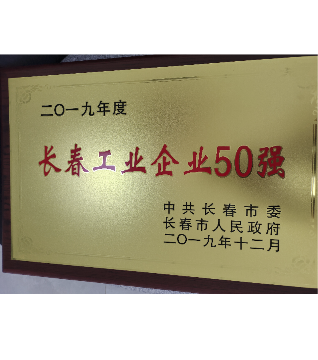 二〇一九年度
长春工业企业50强
中共长春市委
长春市人民政府
二〇一九年十二月